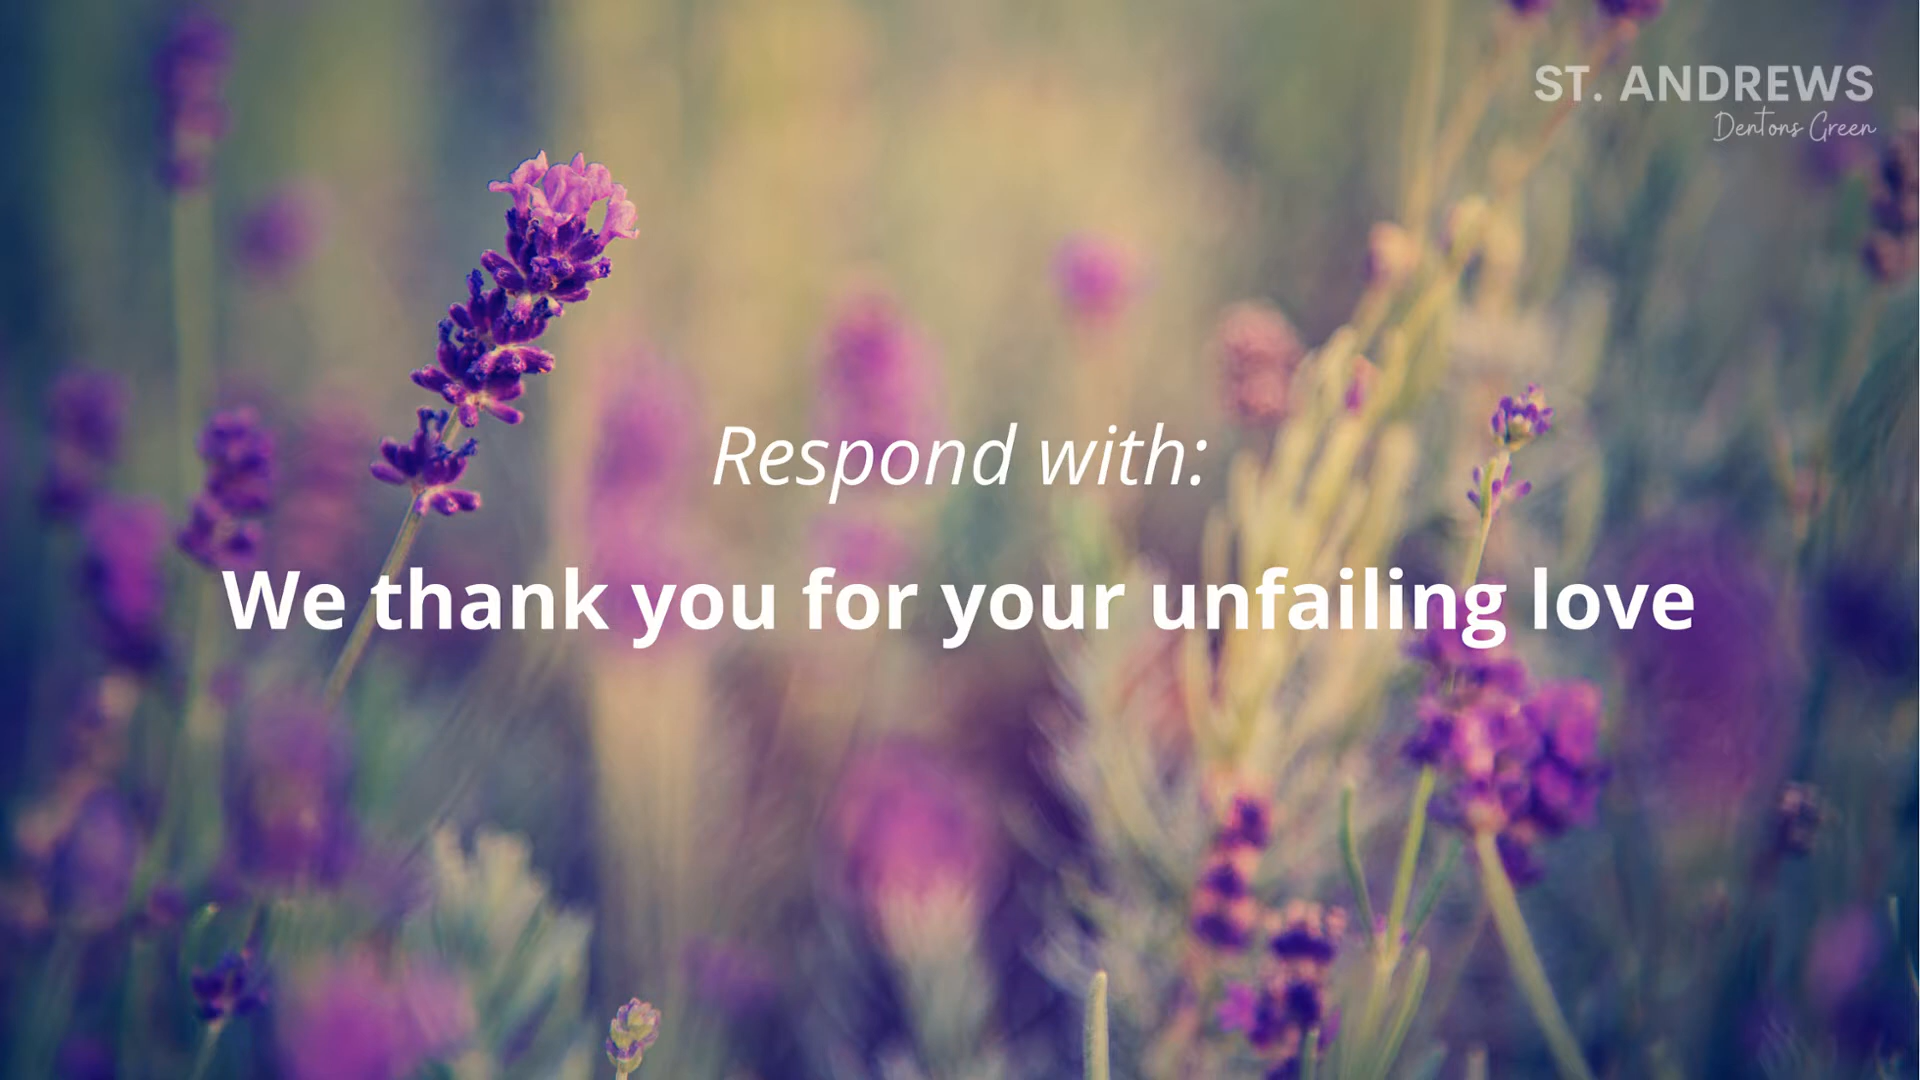 ST. ANDREWS
Dentons Green
Respond with:
We thank you for your unfailing love